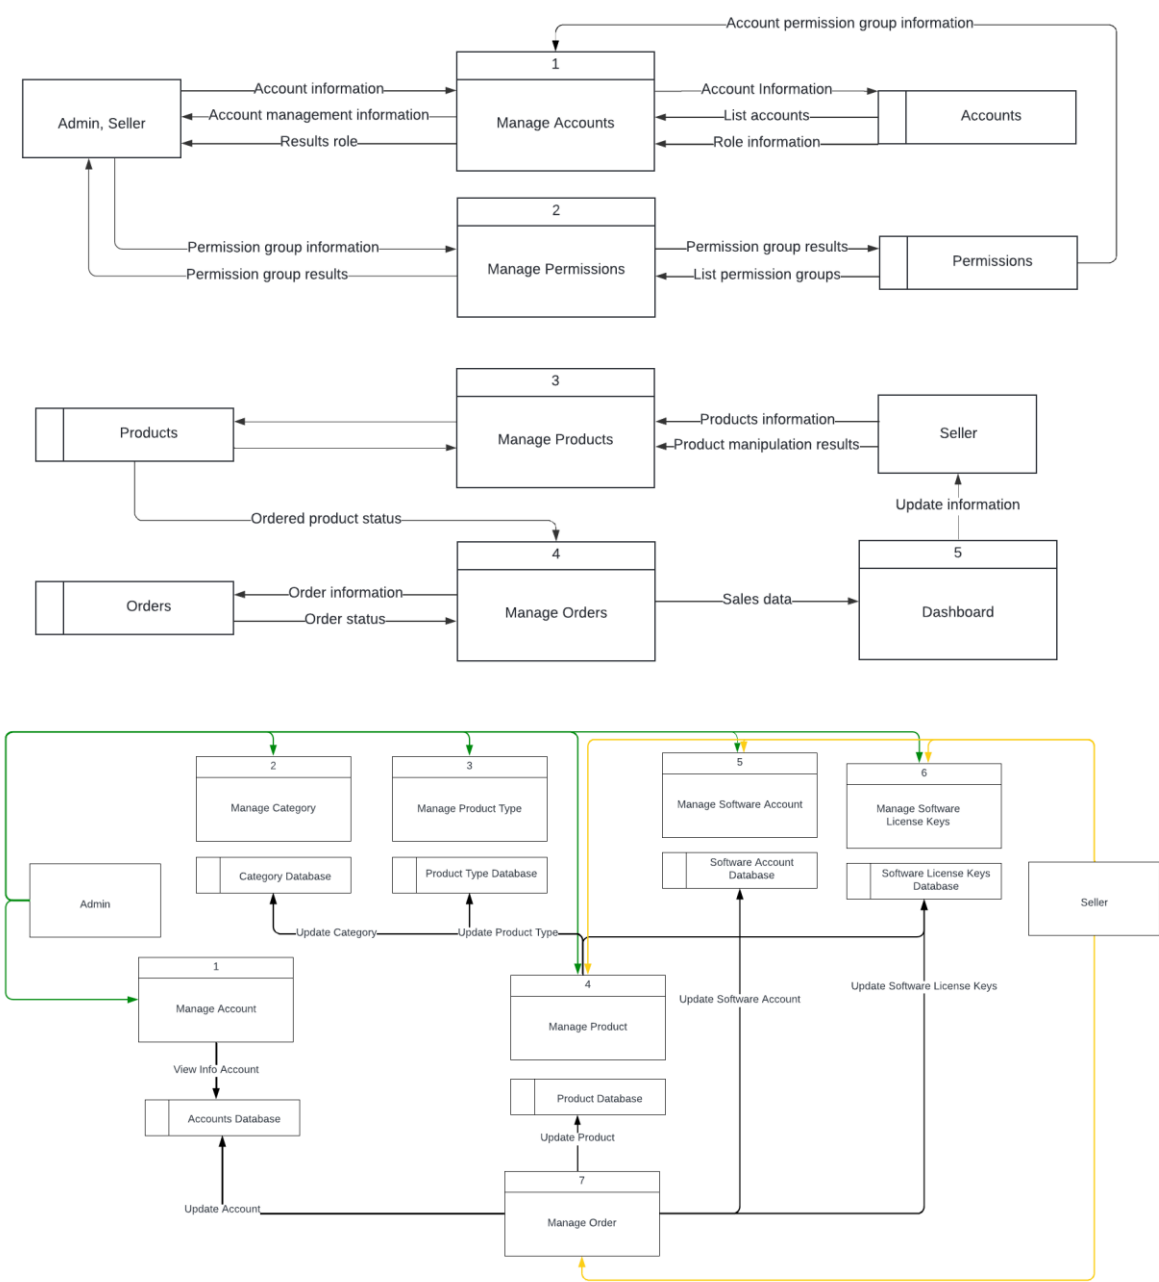 Account permission group information
1
Account information
Account Information
Account management information
List accounts
Accounts
Admin, Seller
Manage Accounts
Results role
Role information
2
Permission group information
Permission group results
Permission group results
List permission groups
Manage Permissions
Permissions
3
Products
Manage Products
Products information
Product manipulation results
Seller
Update information
Ordered product status
4
5
Order information
Orders
Order status
Manage Orders
Sales data
Dashboard
2
Manage Category
3
Manage Product Type
5
Manage Software Account
6
Manage Software
License Keys
Category Database
Product Type Database
Software Account
Database
Software License Keys
Database
Admin
Seller
Update Category
Update Product Type
1
Manage Account
4
Manage Product
Update Software Account
Update Software License Keys
View Info Account
Accounts Database
Product Database
Update Product
7
Manage Order
Update Account